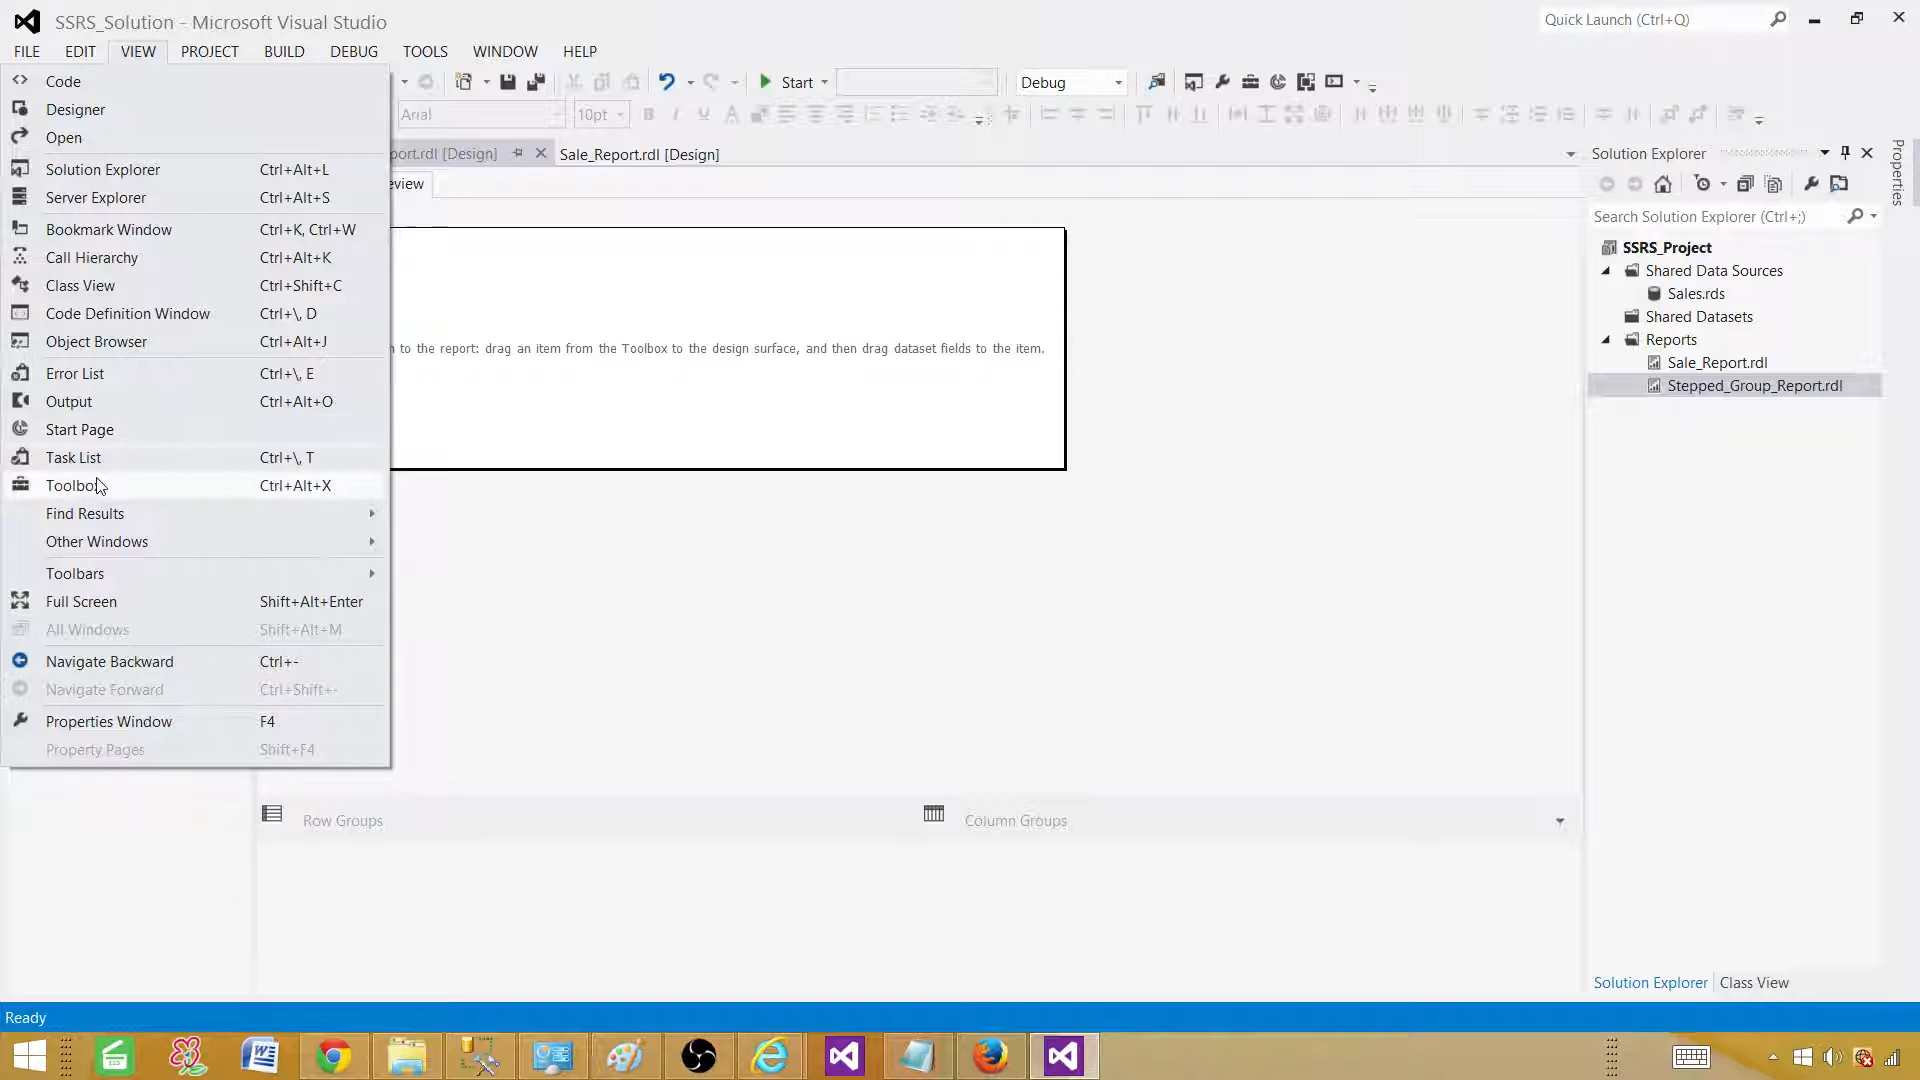 SSRS_Solution - Microsoft Visual Studio
Quick Launch (Ctrl+Q)
FILE EDIT VIEW PROJECT BUILD DEBUG TOOLS WINDOW HELP
Start
Debug
Arial
10pt
port.rdl [Design]
Sale_Report.rdl [Design]
eview
Code
Designer
Open
Solution Explorer Ctrl+Alt+L
Server Explorer Ctrl+Alt+S
Bookmark Window Ctrl+K, Ctrl+W
Call Hierarchy Ctrl+Alt+K
Class View Ctrl+Shift+C
Code Definition Window Ctrl+\, D
Object Browser Ctrl+Alt+J
Error List Ctrl+\, E
Output Ctrl+Alt+O
Start Page
Task List Ctrl+\, T
Toolbox Ctrl+Alt+X
Find Results
Other Windows
Toolbars
Full Screen Shift+Alt+Enter
All Windows Shift+Alt+M
Navigate Backward Ctrl+-
Navigate Forward Ctrl+Shift+-
Properties Window F4
Property Pages Shift+F4
to the report: drag an item from the Toolbox to the design surface, and then drag dataset fields to the item.
Row Groups
Column Groups
Solution Explorer
Search Solution Explorer (Ctrl+;)
SSRS_Project
Shared Data Sources
Sales.rds
Shared Datasets
Reports
Sale_Report.rdl
Stepped_Group_Report.rdl
Solution Explorer Class View
Properties
Ready